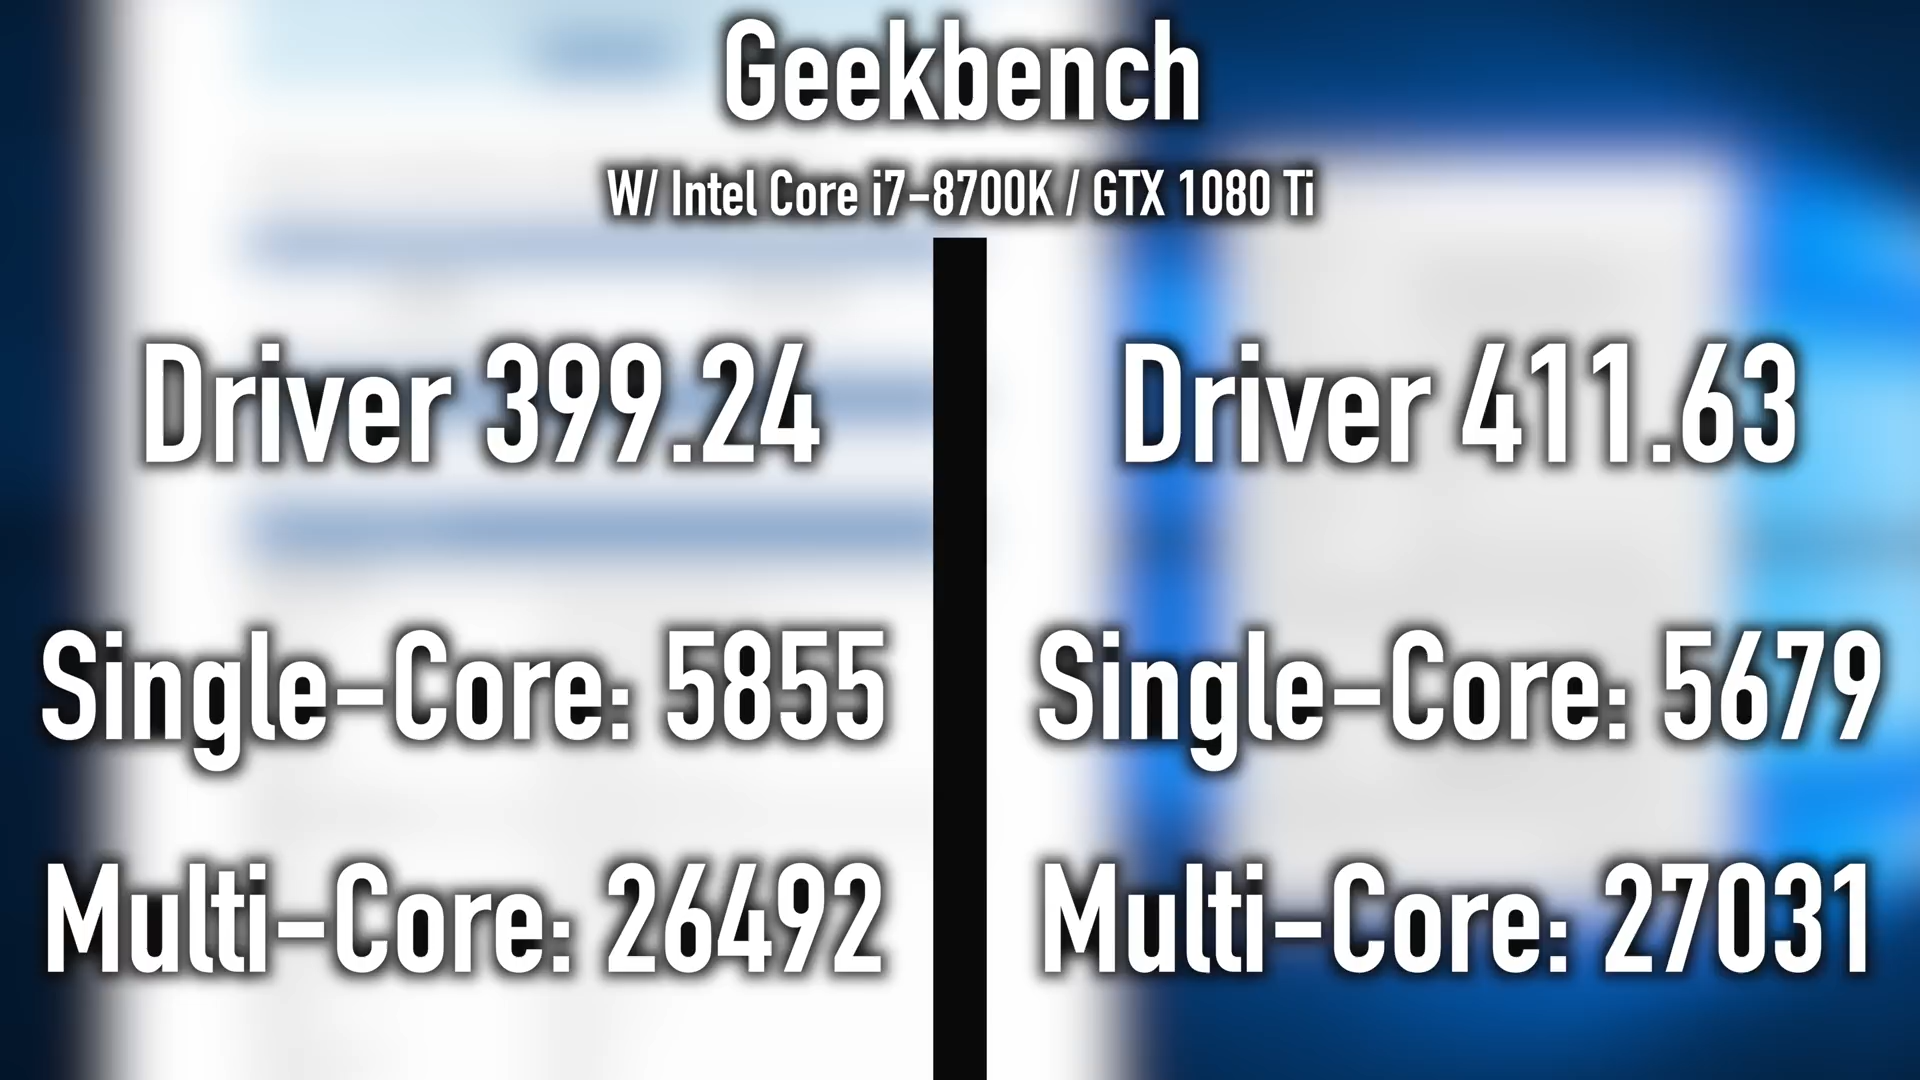 Geekbench
W/ Intel Core i7-8700K / GTX 1080 Ti
Driver 399.24
Single-Core: 5855
Multi-Core: 26492
Driver 411.63
Single-Core: 5679
Multi-Core: 27031